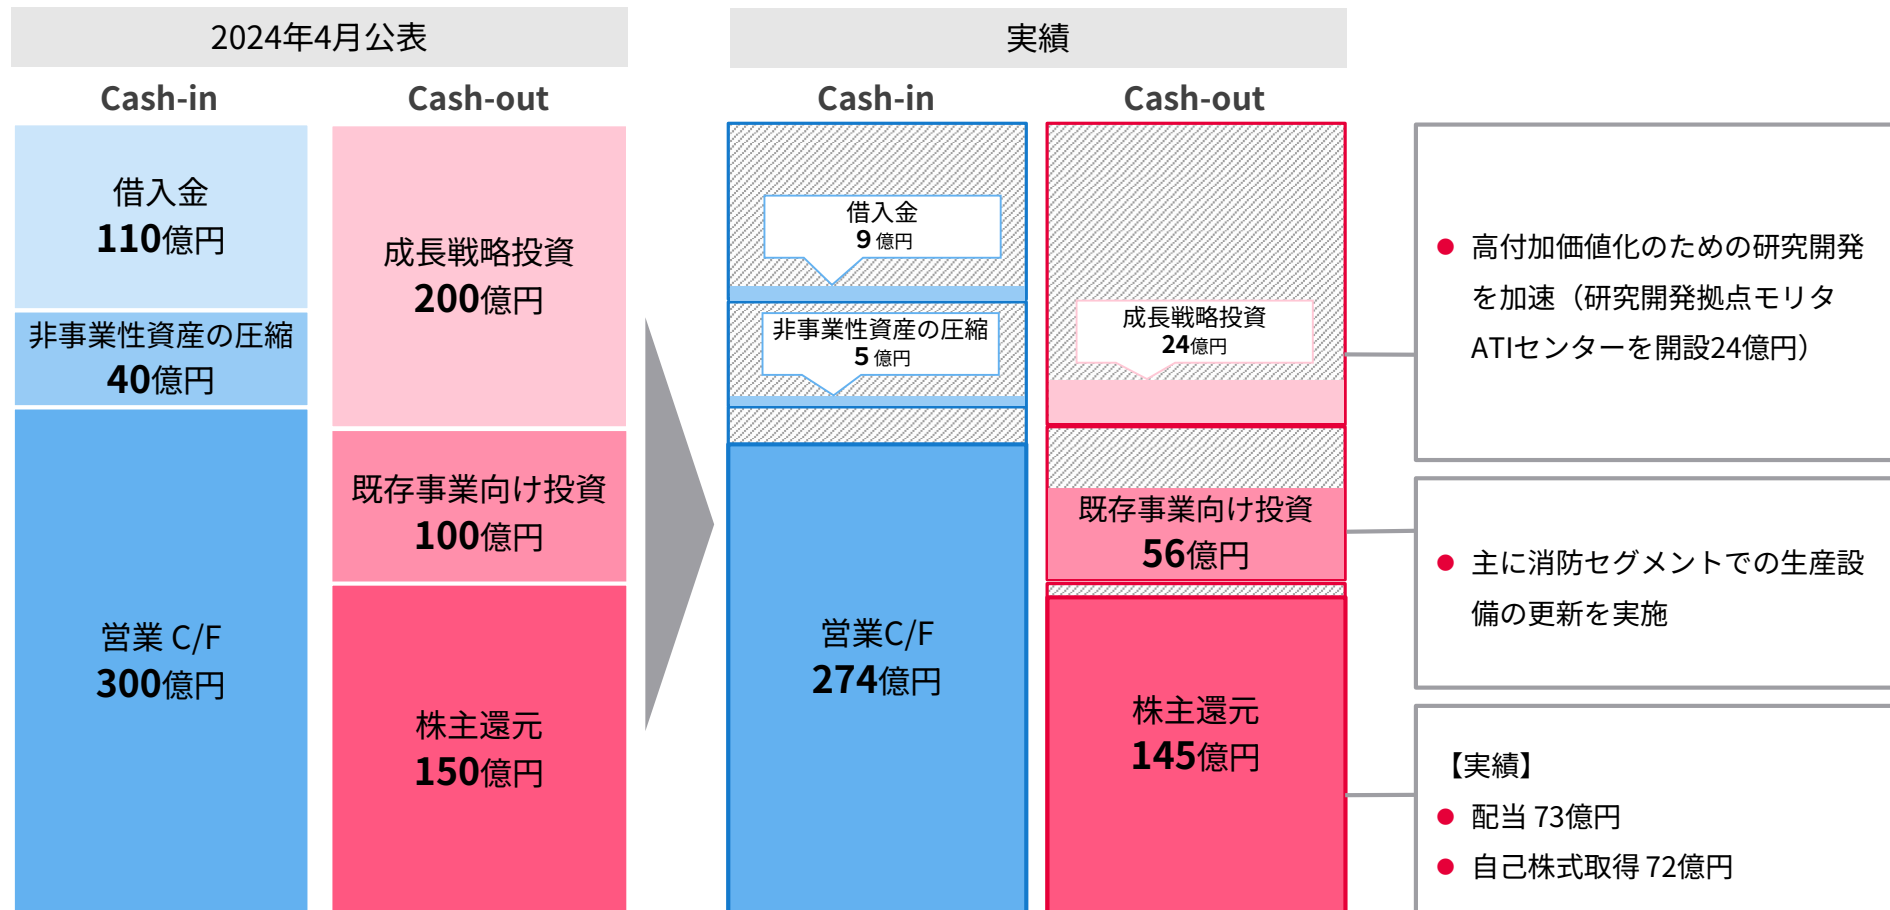 2024年4月公表
Cash-in
Cash-out
借入金
110億円
非事業性資産の圧縮
40億円
営業 C/F
300億円
成長戦略投資
200億円
既存事業向け投資
100億円
株主還元
150億円
実績
Cash-in
Cash-out
借入金
9 億円
非事業性資産の圧縮
5 億円
営業C/F
274億円
成長戦略投資
24億円
既存事業向け投資
56億円
株主還元
145億円
● 高付加価値化のための研究開発
を加速（研究開発拠点モリタ
ATIセンターを開設24億円）
● 主に消防セグメントでの生産設
備の更新を実施
【実績】
● 配当 73億円
● 自己株式取得 72億円